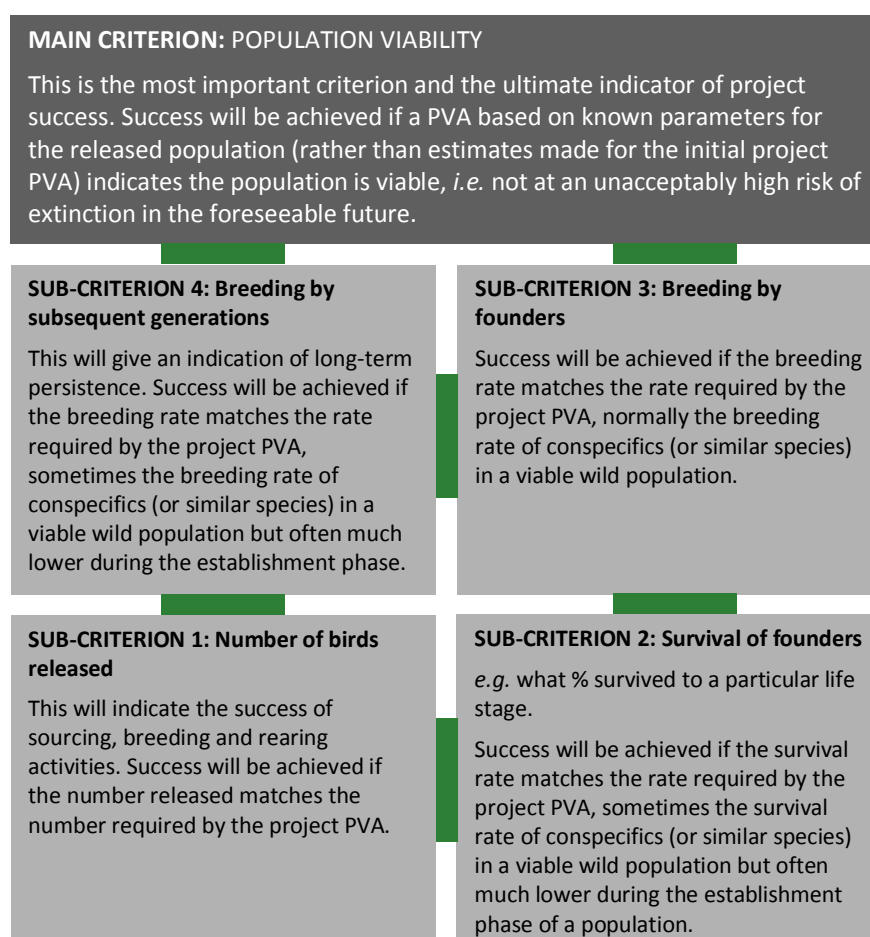 MAIN CRITERION: POPULATION VIABILITY
This is the most important criterion and the ultimate indicator of project
success. Success will be achieved if a PVA based on known parameters for
the released population (rather than estimates made for the initial project
PVA) indicates the population is viable, i.e. not at an unacceptably high risk of
extinction in the foreseeable future.
SUB-CRITERION 4: Breeding by
subsequent generations
This will give an indication of long-term
persistence. Success will be achieved if
the breeding rate matches the rate
required by the project PVA,
sometimes the breeding rate of
conspecifics (or similar species) in a
viable wild population but often much
lower during the establishment phase.
SUB-CRITERION 3: Breeding by
founders
Success will be achieved if the breeding
rate matches the rate required by the
project PVA, normally the breeding
rate of conspecifics (or similar species)
in a viable wild population.
SUB-CRITERION 1: Number of birds
released
This will indicate the success of
sourcing, breeding and rearing
activities. Success will be achieved if
the number released matches the
number required by the project PVA.
SUB-CRITERION 2: Survival of founders
e.g. what % survived to a particular life
stage.
Success will be achieved if the survival
rate matches the rate required by the
project PVA, sometimes the survival
rate of conspecifics (or similar species)
in a viable wild population but often
much lower during the establishment
phase of a population.